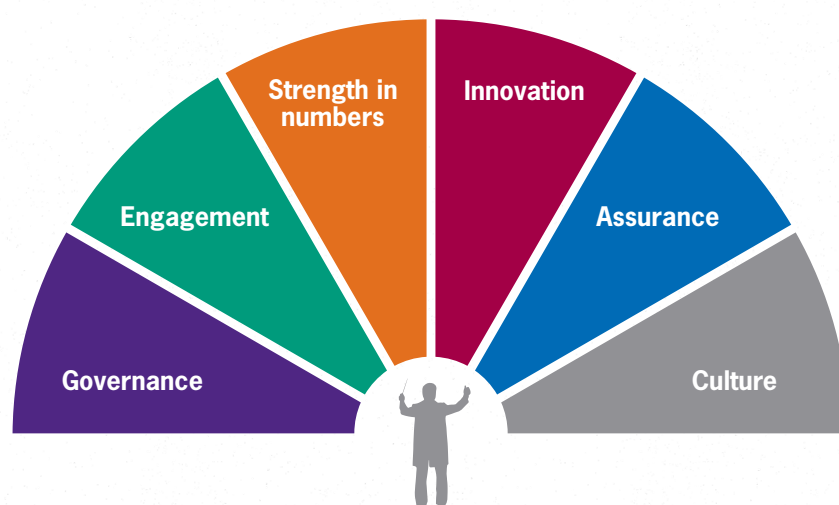 Governance
Engagement
Strength in
numbers
Innovation
Assurance
Culture